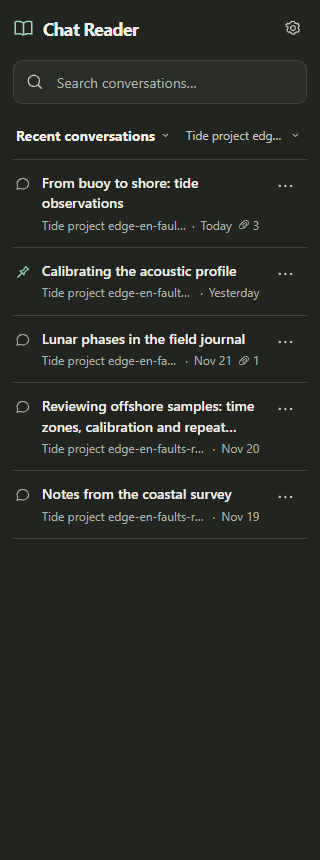 Chat Reader
Search conversations...
Recent conversations Tide project edg...
From buoy to shore: tide
observations
Tide project edge-en-faul... · Today 3
Calibrating the acoustic profile
Tide project edge-en-fault... · Yesterday
Lunar phases in the field journal
Tide project edge-en-fa... · Nov 21 1
Reviewing offshore samples: time
zones, calibration and repeat...
Tide project edge-en-faults-r... · Nov 20
Notes from the coastal survey
Tide project edge-en-faults-r... · Nov 19